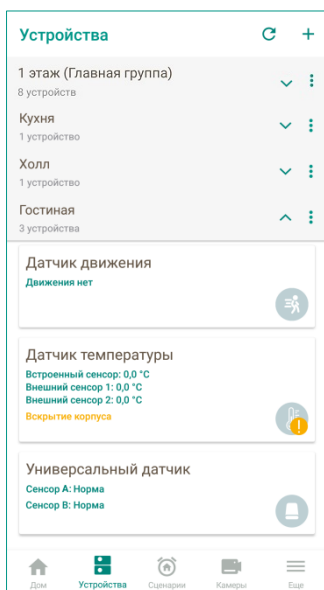 Устройства
1 этаж (Главная группа)
8 устройств
Кухня
1 устройство
Холл
1 устройство
Гостиная
3 устройства
Датчик движения
Движения нет
Датчик температуры
Встроенный сенсор: 0,0 °C
Внешний сенсор 1: 0,0 °C
Внешний сенсор 2: 0,0 °C
Вскрытие корпуса
Универсальный датчик
Сенсор A: Норма
Сенсор B: Норма
Дом Устройства Сценарии Камеры Еще